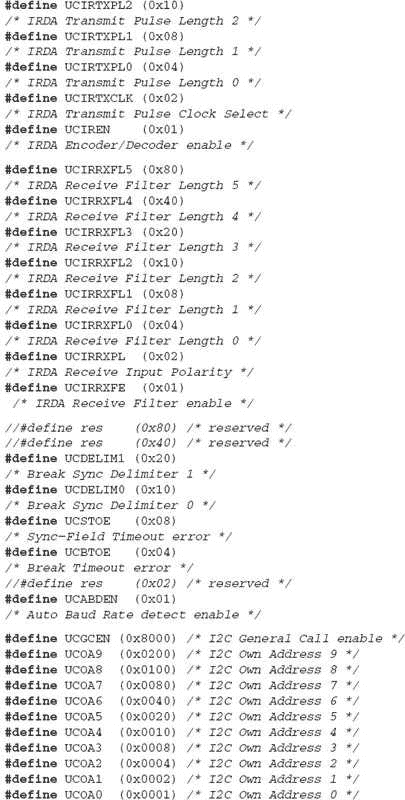 #define UCIRTXPL2 (0x10)
/* IRDA Transmit Pulse Length 2 */
#define UCIRTXPL1 (0x08)
/* IRDA Transmit Pulse Length 1 */
#define UCIRTXPL0 (0x04)
/* IRDA Transmit Pulse Length 0 */
#define UCIRTXCLK (0x02)
/* IRDA Transmit Pulse Clock Select */
#define UCIREN (0x01)
/* IRDA Encoder/Decoder enable */
#define UCIRRXFL5 (0x80)
/* IRDA Receive Filter Length 5 */
#define UCIRRXFL4 (0x40)
/* IRDA Receive Filter Length 4 */
#define UCIRRXFL3 (0x20)
/* IRDA Receive Filter Length 3 */
#define UCIRRXFL2 (0x10)
/* IRDA Receive Filter Length 2 */
#define UCIRRXFL1 (0x08)
/* IRDA Receive Filter Length 1 */
#define UCIRRXFL0 (0x04)
/* IRDA Receive Filter Length 0 */
#define UCIRRXPL (0x02)
/* IRDA Receive Input Polarity */
#define UCIRRXFE (0x01)
/* IRDA Receive Filter enable */
//#define res (0x80) /* reserved */
//#define res (0x40) /* reserved */
#define UCDELIM1 (0x20)
/* Break Sync Delimiter 1 */
#define UCDELIM0 (0x10)
/* Break Sync Delimiter 0 */
#define UCSTOE (0x08)
/* Sync-Field Timeout error */
#define UCBTOE (0x04)
/* Break Timeout error */
//#define res (0x02) /* reserved */
#define UCABDEN (0x01)
/* Auto Baud Rate detect enable */
#define UCGCEN (0x8000) /* I2C General Call enable */
#define UCOA9 (0x0200) /* I2C Own Address 9 */
#define UCOA8 (0x0100) /* I2C Own Address 8 */
#define UCOA7 (0x0080) /* I2C Own Address 7 */
#define UCOA6 (0x0040) /* I2C Own Address 6 */
#define UCOA5 (0x0020) /* I2C Own Address 5 */
#define UCOA4 (0x0010) /* I2C Own Address 4 */
#define UCOA3 (0x0008) /* I2C Own Address 3 */
#define UCOA2 (0x0004) /* I2C Own Address 2 */
#define UCOA1 (0x0002) /* I2C Own Address 1 */
#define UCOA0 (0x0001) /* I2C Own Address 0 */